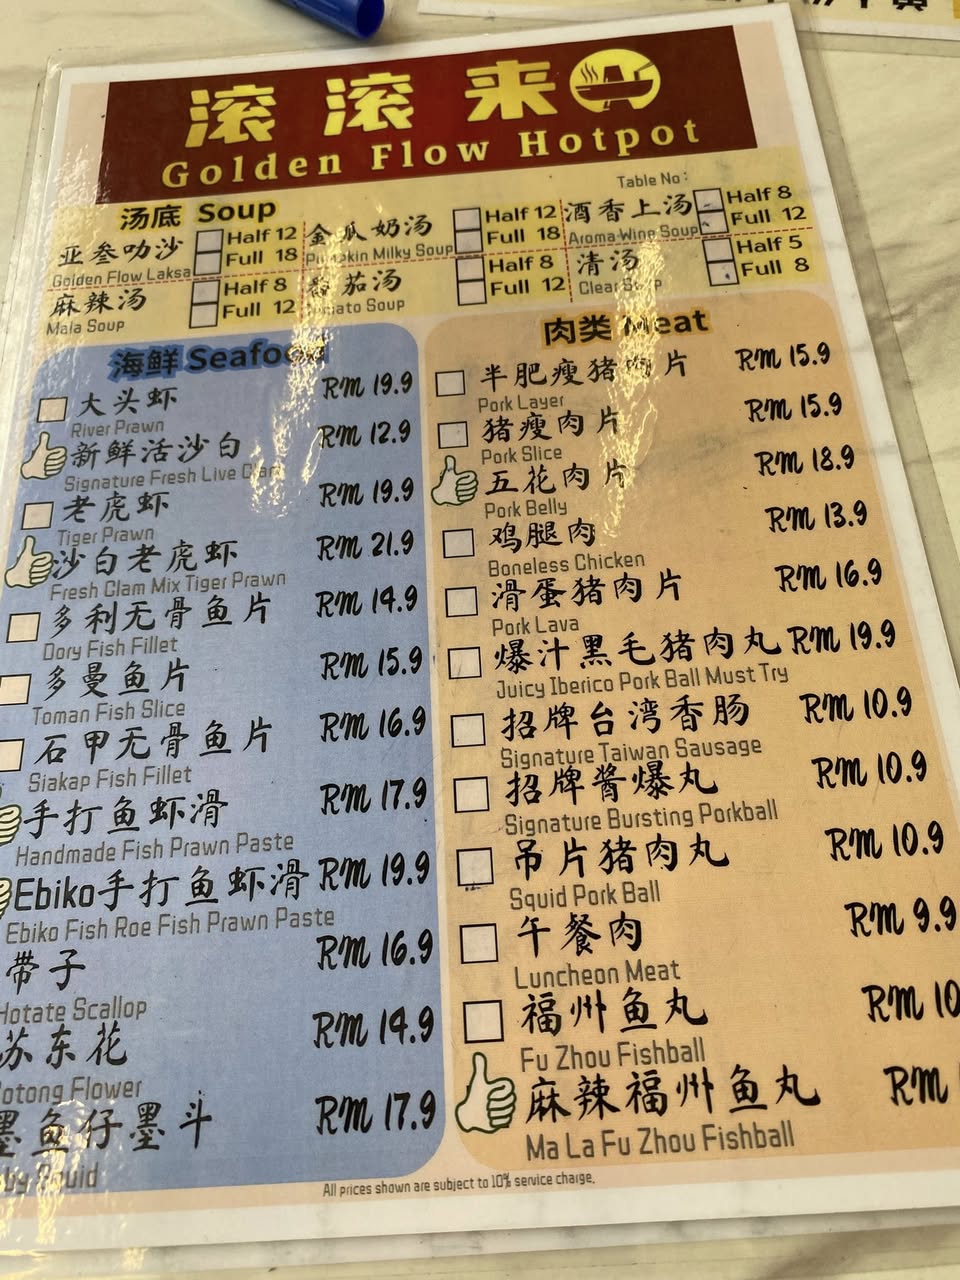 滚滚来
Golden Flow Hotpot
Table No:
汤底 Soup
亚叁叻沙 Half 12
Golden Flow Laksa Full 18
金瓜奶汤 Half 12
Pumpkin Milky Soup Full 18
酒香上汤 Half 8
Aroma Wine Soup Full 12
麻辣汤 Half 8
Mala Soup Full 12
番茄汤 Half 8
Tomato Soup Full 12
清汤 Half 5
Clear Soup Full 8
海鲜 Seafood
大头虾 RM 19.9
River Prawn
新鲜活沙白 RM 12.9
Signature Fresh Live Clam
老虎虾 RM 19.9
Tiger Prawn
沙白老虎虾 RM 21.9
Fresh Clam Mix Tiger Prawn
多利无骨鱼片 RM 14.9
Dory Fish Fillet
多曼鱼片 RM 15.9
Toman Fish Slice
石甲无骨鱼片 RM 16.9
Siakap Fish Fillet
手打鱼虾滑 RM 17.9
Handmade Fish Prawn Paste
Ebiko手打鱼虾滑 RM 19.9
Ebiko Fish Roe Fish Prawn Paste
带子 RM 16.9
Hotate Scallop
苏东花 RM 14.9
Sotong Flower
墨鱼仔墨斗 RM 17.9
Squid
肉类 Meat
半肥瘦猪肉片 RM 15.9
Pork Layer
猪瘦肉片 RM 15.9
Pork Slice
五花肉片 RM 18.9
Pork Belly
鸡腿肉 RM 13.9
Boneless Chicken
滑蛋猪肉片 RM 16.9
Pork Lava
爆汁黑毛猪肉丸 RM 19.9
Juicy Iberico Pork Ball Must Try
招牌台湾香肠 RM 10.9
Signature Taiwan Sausage
招牌酱爆丸 RM 10.9
Signature Bursting Porkball
吊片猪肉丸 RM 10.9
Squid Pork Ball
午餐肉 RM 9.9
Luncheon Meat
福州鱼丸 RM 10
Fu Zhou Fishball
麻辣福州鱼丸 RM
Ma La Fu Zhou Fishball
All prices shown are subject to 10% service charge.